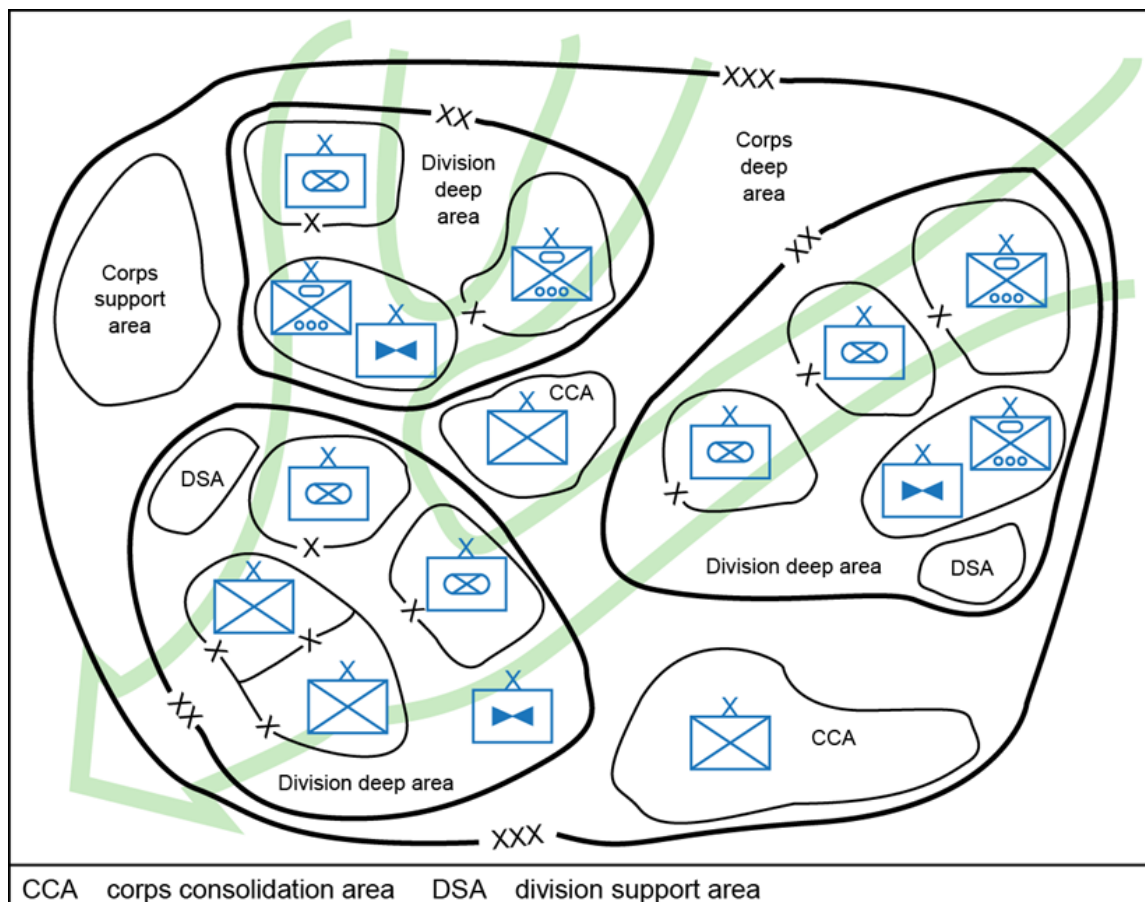 XXX
XX
X
Division
deep
area
X
X
X
X
X
X
Corps
deep
area
XX
X
X
X
X
Corps
support
area
CCA
X
X
X
X
X
X
DSA
X
X
X
X
X
X
X
X
X
XX
X
Division deep area
Division deep area
DSA
X
CCA
XXX
CCA corps consolidation area DSA division support area